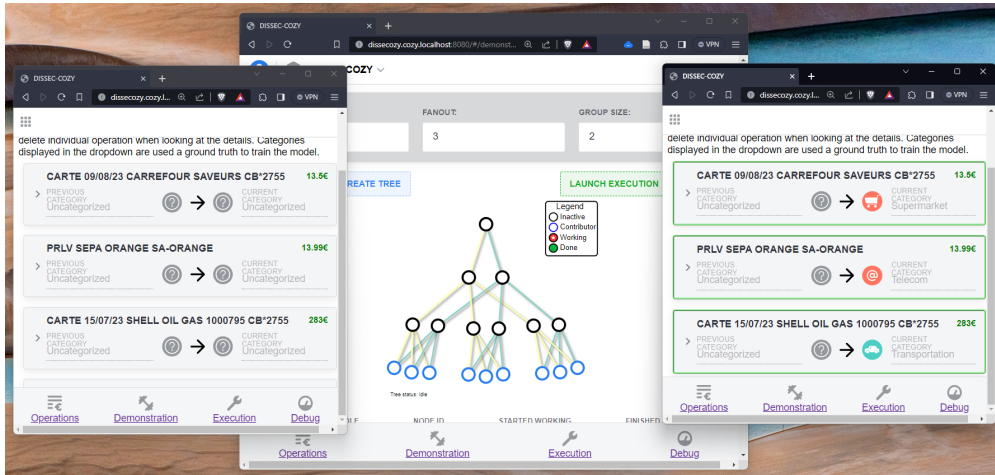 DISSEC-COZY
dissecozy.cozy.localhost:8080/#/demonst...
VPN
COZY
FANOUT:
GROUP SIZE:
3
2
REATE TREE
LAUNCH EXECUTION
Legend
Inactive
Contributor
Working
Done
Tree status: Idle
NODE ID
STARTED WORKING
FINISHED
Operations
Demonstration
Execution
Debug
DISSEC-COZY
dissecozy.cozy.l...
VPN
delete individual operation when looking at the details. Categories
displayed in the dropdown are used a ground truth to train the model.
CARTE 09/08/23 CARREFOUR SAVEURS CB*2755 13.5€
PREVIOUS CATEGORY
Uncategorized
CURRENT CATEGORY
Uncategorized
PRLV SEPA ORANGE SA-ORANGE 13.99€
PREVIOUS CATEGORY
Uncategorized
CURRENT CATEGORY
Uncategorized
CARTE 15/07/23 SHELL OIL GAS 1000795 CB*2755 283€
PREVIOUS CATEGORY
Uncategorized
CURRENT CATEGORY
Uncategorized
Operations
Demonstration
Execution
Debug
DISSEC-COZY
dissecozy.cozy.l...
VPN
delete individual operation when looking at the details. Categories
displayed in the dropdown are used a ground truth to train the model.
CARTE 09/08/23 CARREFOUR SAVEURS CB*2755 13.5€
PREVIOUS CATEGORY
Uncategorized
CURRENT CATEGORY
Supermarket
PRLV SEPA ORANGE SA-ORANGE 13.99€
PREVIOUS CATEGORY
Uncategorized
CURRENT CATEGORY
Telecom
CARTE 15/07/23 SHELL OIL GAS 1000795 CB*2755 283€
PREVIOUS CATEGORY
Uncategorized
CURRENT CATEGORY
Transportation
Operations
Demonstration
Execution
Debug